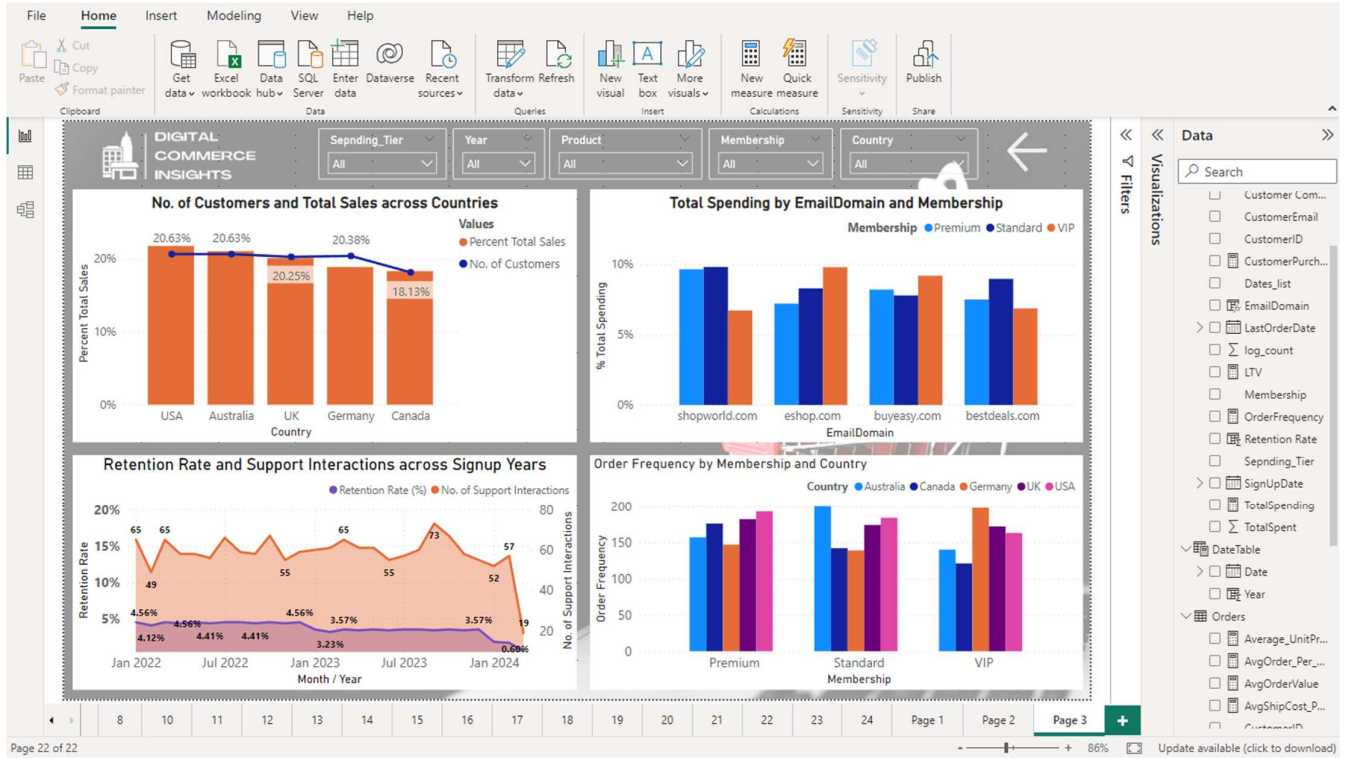 File Home Insert Modeling View Help
Paste
Cut
Copy
Format painter
Clipboard
Get data
Excel workbook
Data hub
SQL Server
Enter data
Dataverse
Recent sources
Data
Transform data
Refresh
Queries
New visual
Text box
More visuals
Insert
New measure
Quick measure
Calculations
Sensitivity
Sensitivity
Publish
Share
DIGITAL
COMMERCE
INSIGHTS
Sepnding_Tier
All
Year
All
Product
All
Membership
All
Country
All
No. of Customers and Total Sales across Countries
Values
Percent Total Sales
No. of Customers
20.63% 20.63% 20.25% 20.38% 18.13%
Percent Total Sales
20%
10%
0%
USA Australia UK Germany Canada
Country
Total Spending by EmailDomain and Membership
Membership Premium Standard VIP
% Total Spending
10%
5%
0%
shopworld.com eshop.com buyeasy.com bestdeals.com
EmailDomain
Retention Rate and Support Interactions across Signup Years
Retention Rate (%) No. of Support Interactions
Retention Rate
20%
15%
10%
5%
65 49 65 55 65 55 73 52 57 19
4.56% 4.12% 4.56% 4.41% 4.41% 4.56% 3.23% 3.57% 3.57% 0.60%
80
60
40
20
No. of Support Interactions
Jan 2022 Jul 2022 Jan 2023 Jul 2023 Jan 2024
Month / Year
Order Frequency by Membership and Country
Country Australia Canada Germany UK USA
Order Frequency
200
150
100
50
0
Premium Standard VIP
Membership
Filters
Visualizations
Data
Search
Customer Com...
CustomerEmail
CustomerID
CustomerPurch...
Dates_list
EmailDomain
LastOrderDate
log_count
LTV
Membership
OrderFrequency
Retention Rate
Sepnding_Tier
SignUpDate
TotalSpending
TotalSpent
DateTable
Date
Year
Orders
Average_UnitPr...
AvgOrder_Per_...
AvgOrderValue
AvgShipCost_P...
CustomerID
8 10 11 12 13 14 15 16 17 18 19 20 21 22 23 24 Page 1 Page 2 Page 3 +
Page 22 of 22
- + 86%
Update available (click to download)